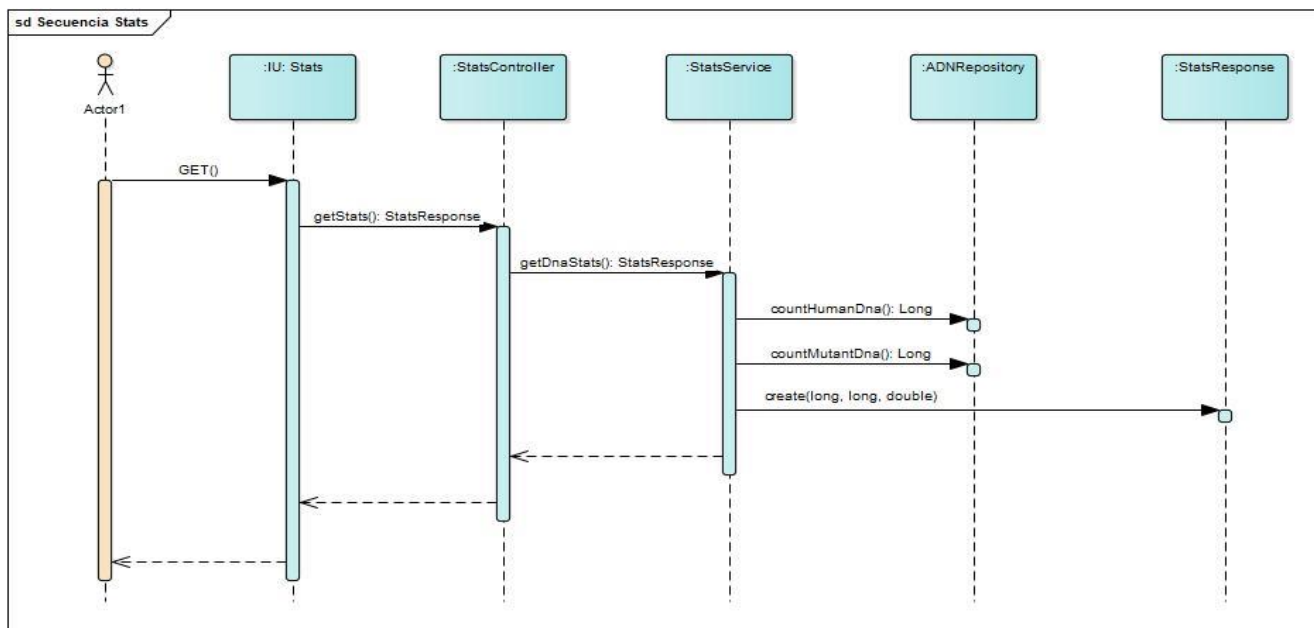 sd Secuencia Stats
:IU: Stats
:StatsController
:StatsService
:ADNRepository
:StatsResponse
Actor1
GET()
getStats(): StatsResponse
getDnaStats(): StatsResponse
countHumanDna(): Long
countMutantDna(): Long
create(long, long, double)